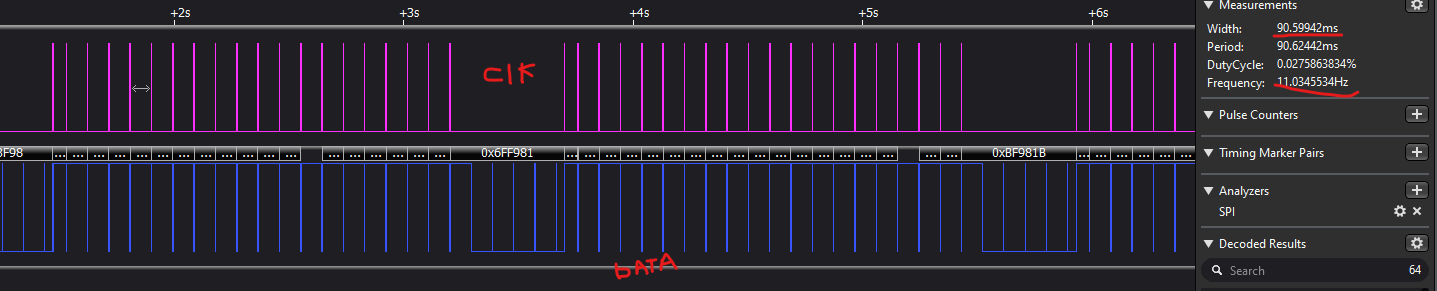 +2s +3s +4s +5s +6s
Measurements
Width: 90.59942ms
Period: 90.62442ms
DutyCycle: 0.0275863834%
Frequency: 11.0345534Hz
Pulse Counters
Timing Marker Pairs
Analyzers
SPI
Decoded Results
Search 64
ClK
BF98 ... ... ... ... ... ... ... ... ... ... ... ... ... ... ... ... ... 0x6FF981 ... ... ... ... ... ... ... ... ... ... ... ... ... ... ... ... ... 0xBF981B ... ... ... ... ... ...
DATA